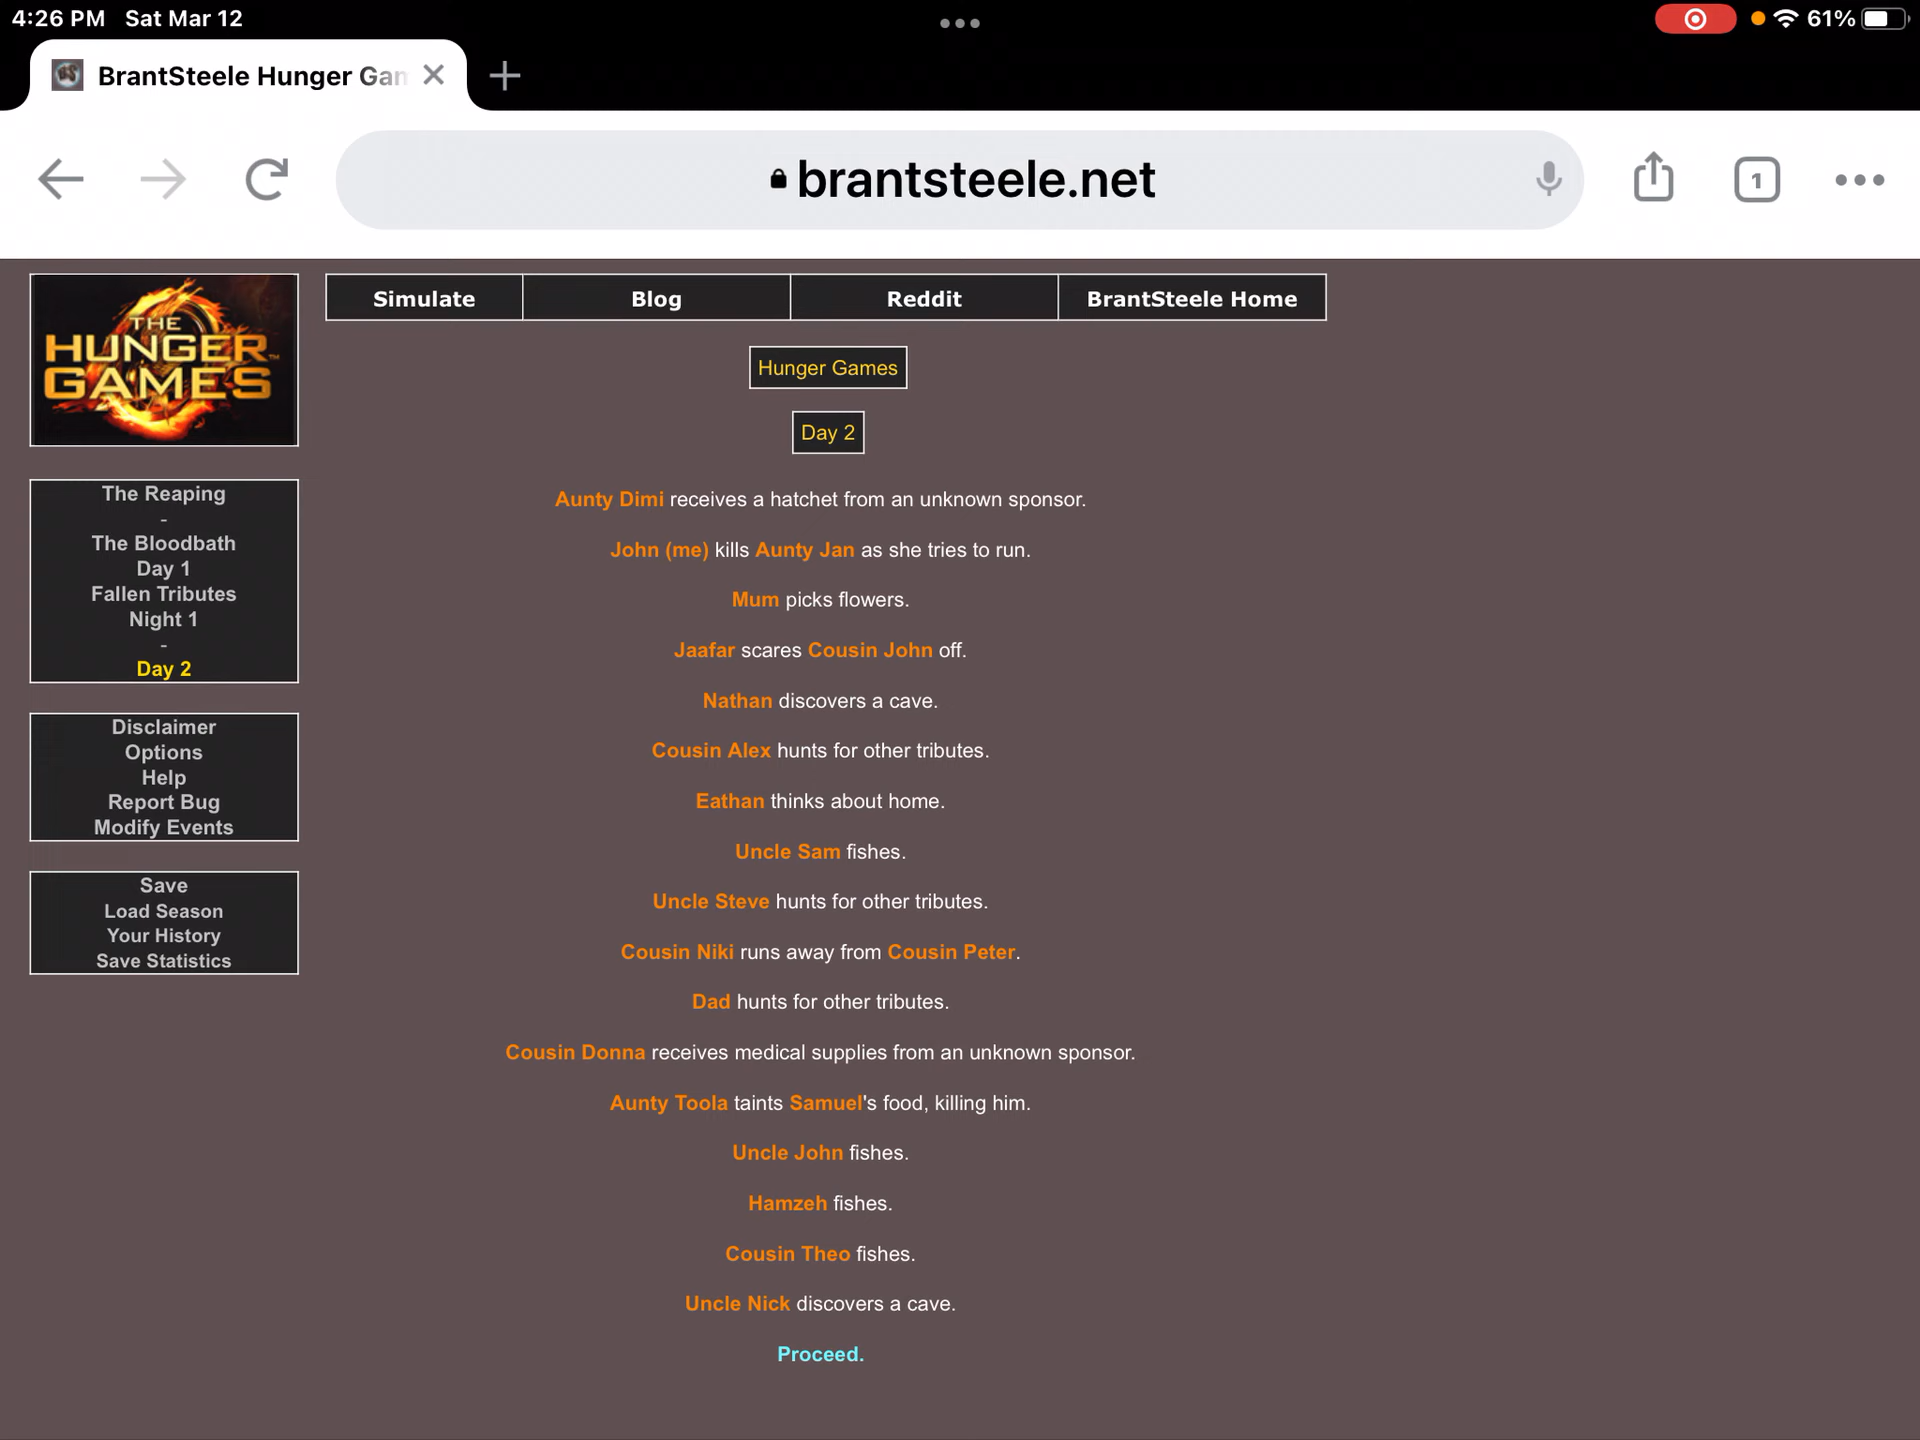 4:26 PM Sat Mar 12
61%
BrantSteele Hunger Gam
brantsteele.net
1
THE
HUNGER
GAMES
Simulate
Blog
Reddit
BrantSteele Home
Hunger Games
Day 2
The Reaping
-
The Bloodbath
Day 1
Fallen Tributes
Night 1
-
Day 2
Disclaimer
Options
Help
Report Bug
Modify Events
Save
Load Season
Your History
Save Statistics
Aunty Dimi receives a hatchet from an unknown sponsor.
John (me) kills Aunty Jan as she tries to run.
Mum picks flowers.
Jaafar scares Cousin John off.
Nathan discovers a cave.
Cousin Alex hunts for other tributes.
Eathan thinks about home.
Uncle Sam fishes.
Uncle Steve hunts for other tributes.
Cousin Niki runs away from Cousin Peter.
Dad hunts for other tributes.
Cousin Donna receives medical supplies from an unknown sponsor.
Aunty Toola taints Samuel's food, killing him.
Uncle John fishes.
Hamzeh fishes.
Cousin Theo fishes.
Uncle Nick discovers a cave.
Proceed.